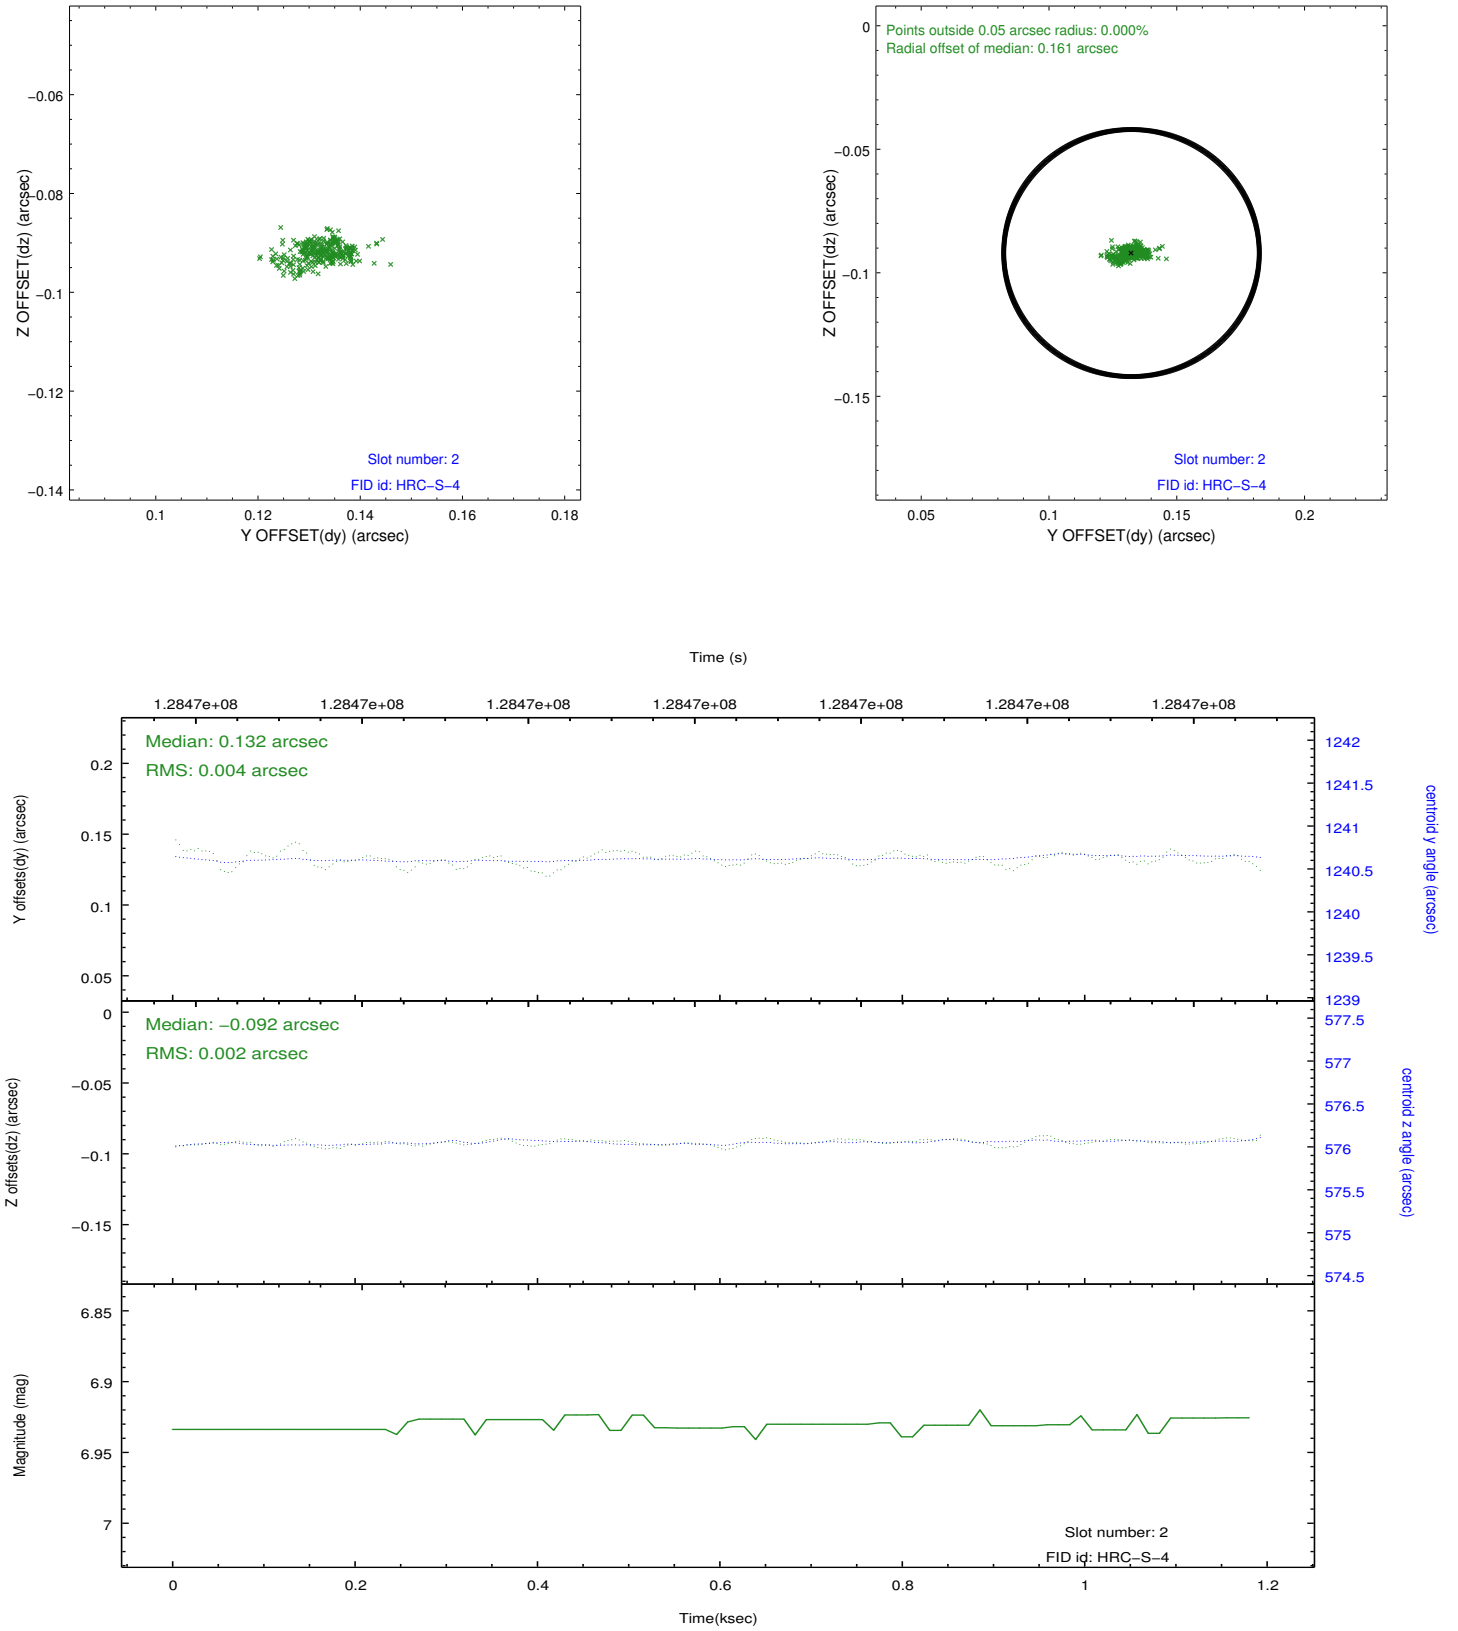 −0.06
−0.08
−0.1
−0.12
−0.14
Z OFFSET(dz) (arcsec)
Slot number: 2
FID id: HRC−S−4
0.1
0.12
0.14
0.16
0.18
Y OFFSET(dy) (arcsec)
Points outside 0.05 arcsec radius: 0.000%
Radial offset of median: 0.161 arcsec
0
−0.05
−0.1
−0.15
Z OFFSET(dz) (arcsec)
Slot number: 2
FID id: HRC−S−4
0.05
0.1
0.15
0.2
Y OFFSET(dy) (arcsec)
Time (s)
1.2847e+08
1.2847e+08
1.2847e+08
1.2847e+08
1.2847e+08
1.2847e+08
1.2847e+08
Median: 0.132 arcsec
RMS: 0.004 arcsec
0.2
0.15
0.1
0.05
Y offsets(dy) (arcsec)
1242
1241.5
1241
1240.5
1240
1239.5
1239
centroid y angle (arcsec)
Median: −0.092 arcsec
RMS: 0.002 arcsec
0
−0.05
−0.1
−0.15
Z offsets(dz) (arcsec)
577.5
577
576.5
576
575.5
575
574.5
centroid z angle (arcsec)
6.85
6.9
6.95
7
Magnitude (mag)
Slot number: 2
FID id: HRC−S−4
0
0.2
0.4
0.6
0.8
1
1.2
Time(ksec)